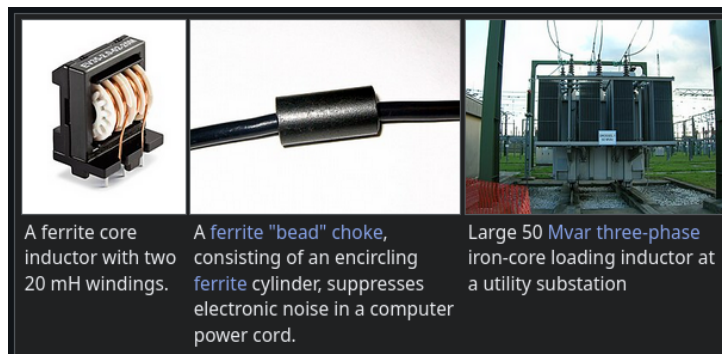 A ferrite core
inductor with two
20 mH windings.
A ferrite "bead" choke,
consisting of an encircling
ferrite cylinder, suppresses
electronic noise in a computer
power cord.
Large 50 Mvar three-phase
iron-core loading inductor at
a utility substation